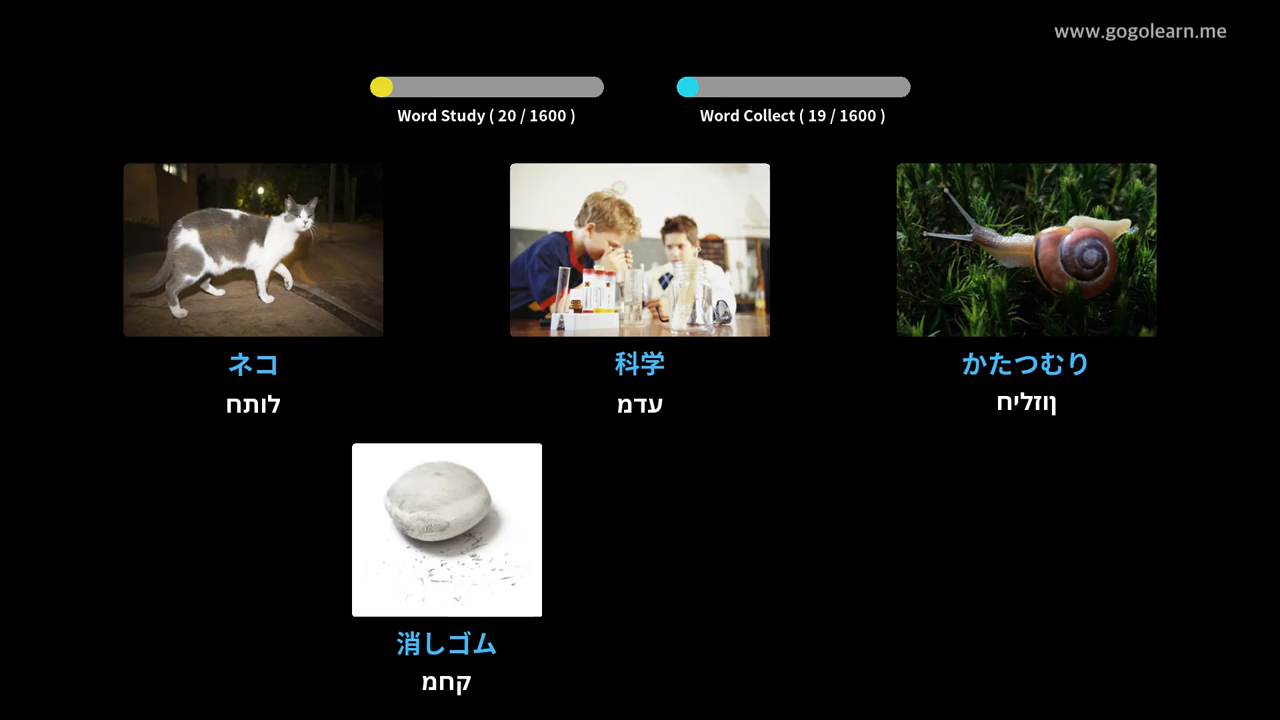 www.gogolearn.me
Word Study ( 20 / 1600 )
Word Collect ( 19 / 1600 )
ネコ
לותח
科学
עדמ
かたつむり
ןוזליח
消しゴム
קחמ